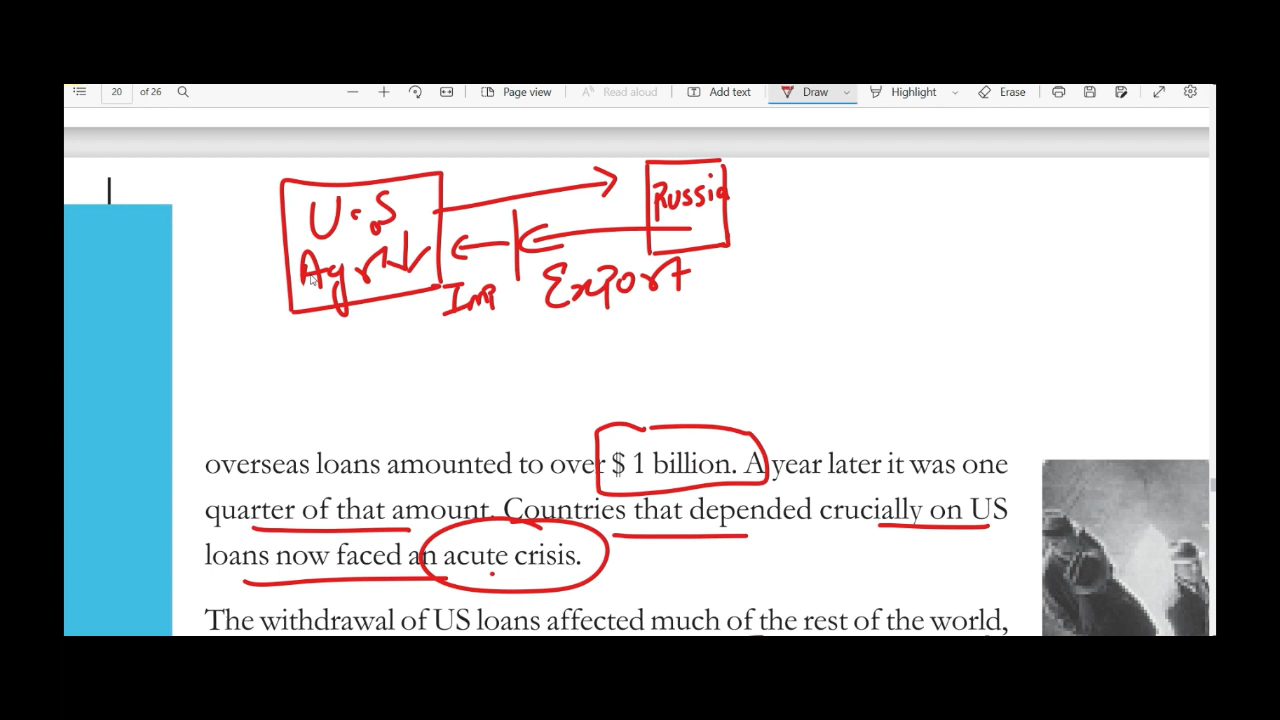 20 of 26 Page view Read aloud Add text Draw Highlight Erase
U.S Russia
Agr
Imp Export
overseas loans amounted to over $ 1 billion. A year later it was one
quarter of that amount. Countries that depended crucially on US
loans now faced an acute crisis.
The withdrawal of US loans affected much of the rest of the world,